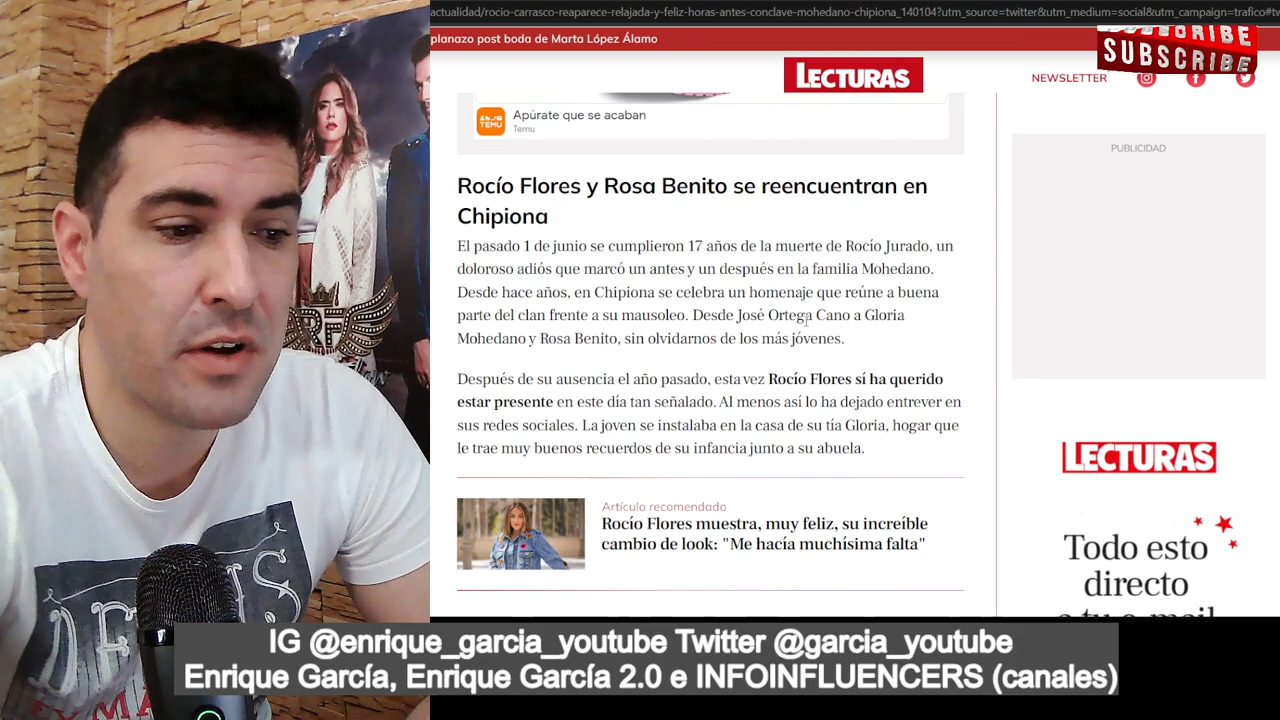 actualidad/rocio-carrasco-reaparece-relajada-y-feliz-horas-antes-conclave-mohedano-chipiona_140104?utm_source=twitter&utm_medium=social&utm_campaign=trafico#tw
planazo post boda de Marta López Álamo
SUBSCRIBE
SUBSCRIBE
LECTURAS
NEWSLETTER
Apúrate que se acaban
TEMU
Temu
PUBLICIDAD
Rocío Flores y Rosa Benito se reencuentran en
Chipiona
El pasado 1 de junio se cumplieron 17 años de la muerte de Rocío Jurado, un
doloroso adiós que marcó un antes y un después en la familia Mohedano.
Desde hace años, en Chipiona se celebra un homenaje que reúne a buena
parte del clan frente a su mausoleo. Desde José Ortega Cano a Gloria
Mohedano y Rosa Benito, sin olvidarnos de los más jóvenes.
Después de su ausencia el año pasado, esta vez Rocío Flores sí ha querido
estar presente en este día tan señalado. Al menos así lo ha dejado entrever en
sus redes sociales. La joven se instalaba en la casa de su tía Gloria, hogar que
le trae muy buenos recuerdos de su infancia junto a su abuela.
Artículo recomendado
Rocío Flores muestra, muy feliz, su increíble
cambio de look: "Me hacía muchísima falta"
LECTURAS
Todo esto
directo
a tu e-mail
RF
IG @enrique_garcia_youtube Twitter @garcia_youtube
Enrique García, Enrique García 2.0 e INFOINFLUENCERS (canales)